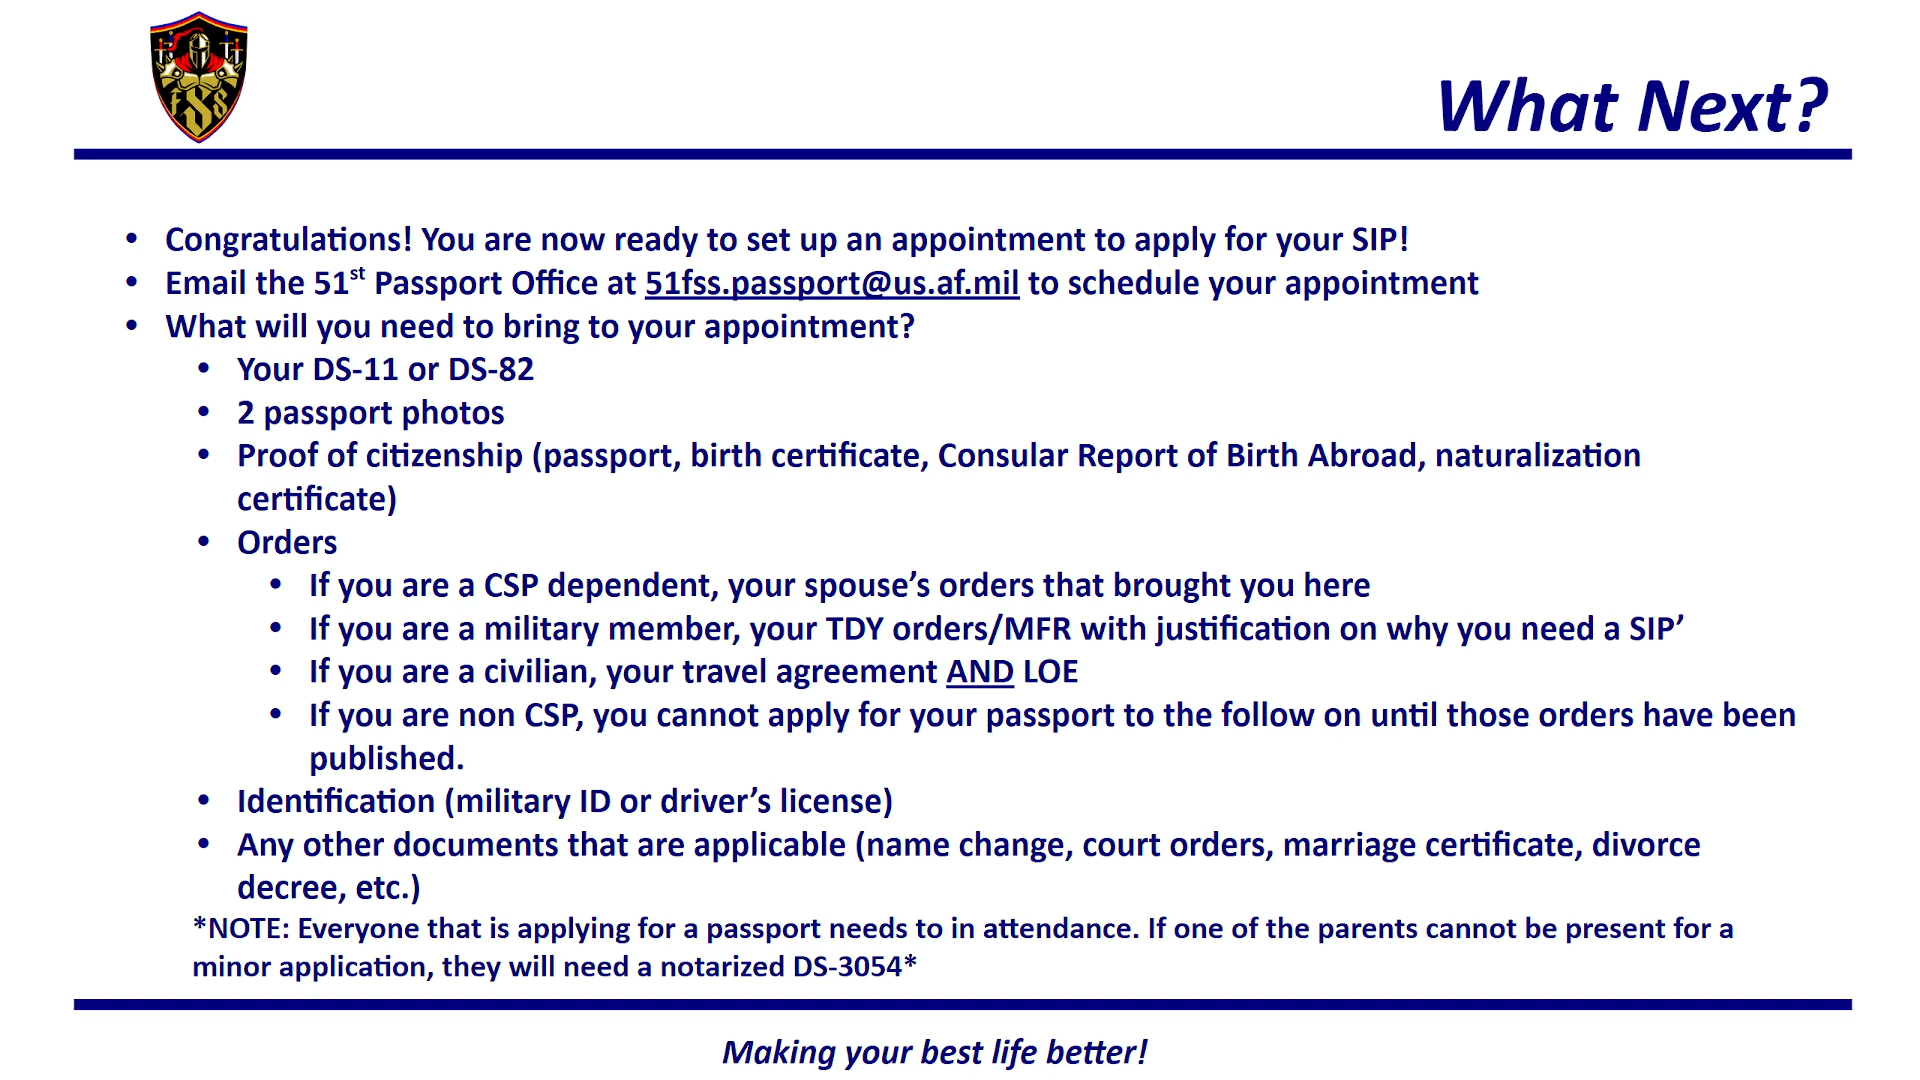 fSS
What Next?
• Congratulations! You are now ready to set up an appointment to apply for your SIP!
• Email the 51st Passport Office at 51fss.passport@us.af.mil to schedule your appointment
• What will you need to bring to your appointment?
• Your DS-11 or DS-82
• 2 passport photos
• Proof of citizenship (passport, birth certificate, Consular Report of Birth Abroad, naturalization
certificate)
• Orders
• If you are a CSP dependent, your spouse’s orders that brought you here
• If you are a military member, your TDY orders/MFR with justification on why you need a SIP’
• If you are a civilian, your travel agreement AND LOE
• If you are non CSP, you cannot apply for your passport to the follow on until those orders have been
published.
• Identification (military ID or driver’s license)
• Any other documents that are applicable (name change, court orders, marriage certificate, divorce
decree, etc.)
*NOTE: Everyone that is applying for a passport needs to in attendance. If one of the parents cannot be present for a
minor application, they will need a notarized DS-3054*
Making your best life better!